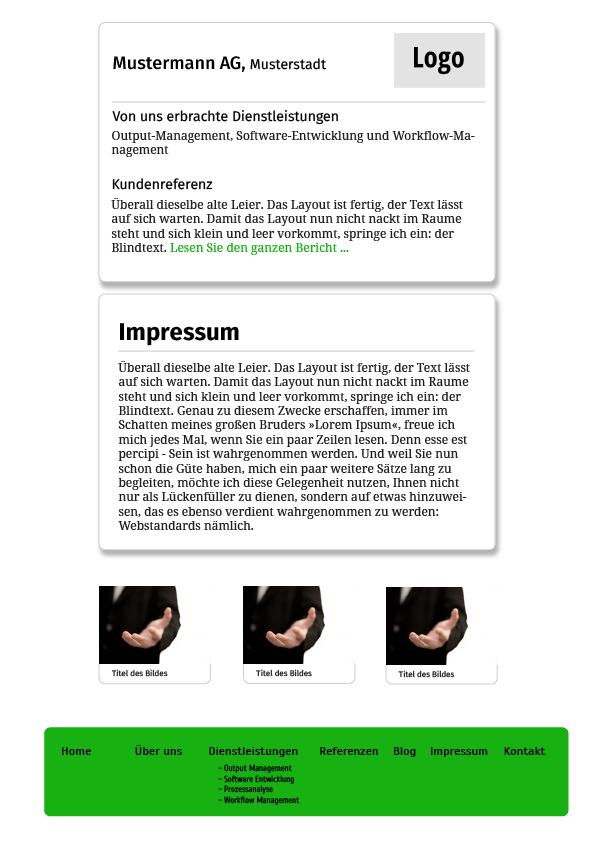 Mustermann AG, Musterstadt
Logo
Von uns erbrachte Dienstleistungen
Output-Management, Software-Entwicklung und Workflow-Ma-
nagement
Kundenreferenz
Überall dieselbe alte Leier. Das Layout ist fertig, der Text lässt
auf sich warten. Damit das Layout nun nicht nackt im Raume
steht und sich klein und leer vorkommt, springe ich ein: der
Blindtext. Lesen Sie den ganzen Bericht ...
Impressum
Überall dieselbe alte Leier. Das Layout ist fertig, der Text lässt
auf sich warten. Damit das Layout nun nicht nackt im Raume
steht und sich klein und leer vorkommt, springe ich ein: der
Blindtext. Genau zu diesem Zwecke erschaffen, immer im
Schatten meines großen Bruders »Lorem Ipsum«, freue ich
mich jedes Mal, wenn Sie ein paar Zeilen lesen. Denn esse est
percipi - Sein ist wahrgenommen werden. Und weil Sie nun
schon die Güte haben, mich ein paar weitere Sätze lang zu
begleiten, möchte ich diese Gelegenheit nutzen, Ihnen nicht
nur als Lückenfüller zu dienen, sondern auf etwas hinzuwei-
sen, das es ebenso verdient wahrgenommen zu werden:
Webstandards nämlich.
Titel des Bildes
Titel des Bildes
Titel des Bildes
Home Über uns Dienstleistungen Referenzen Blog Impressum Kontakt
- Output Management
- Software Entwicklung
- Prozessanalyse
- Workflow Management